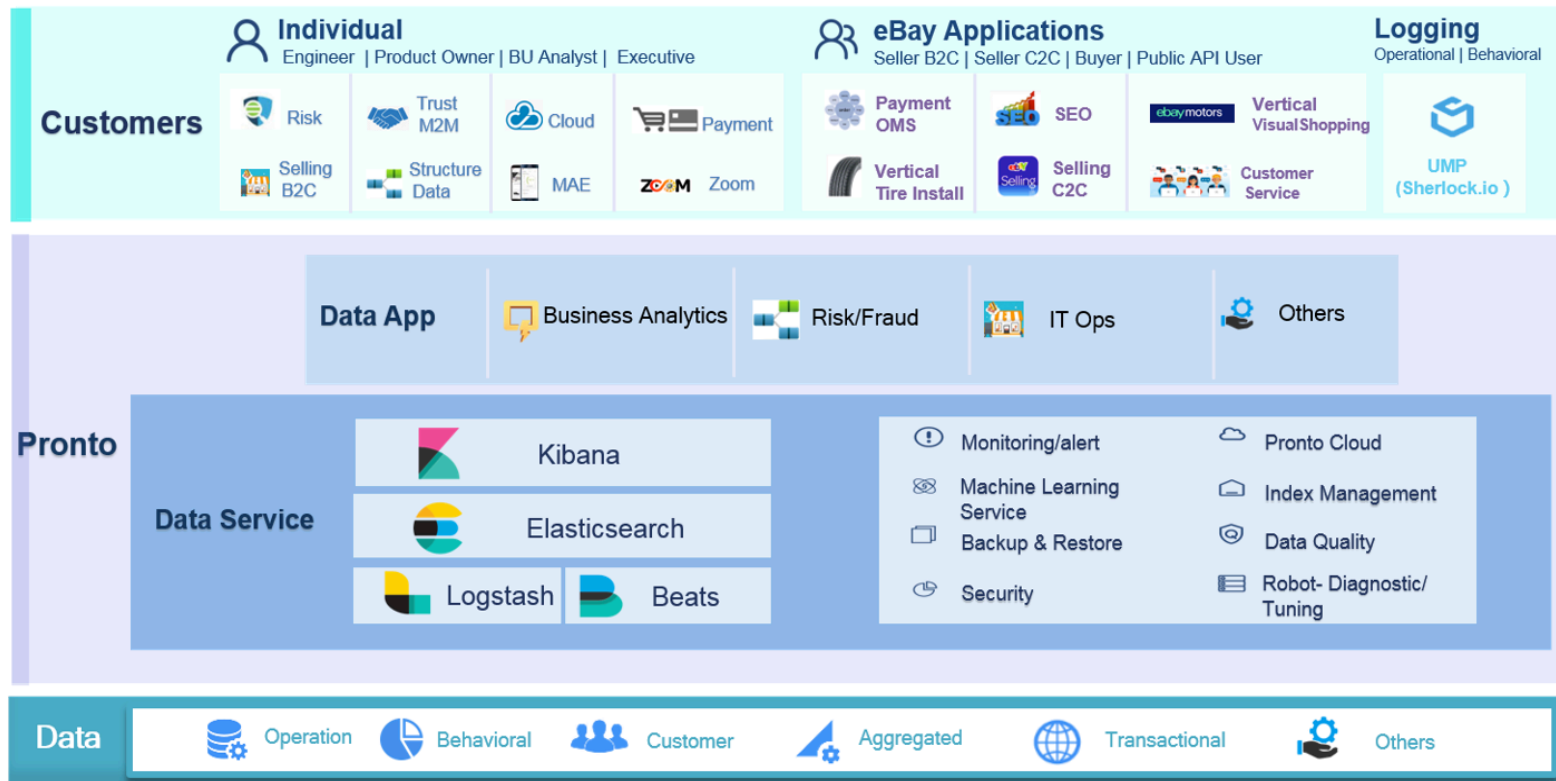 Individual
Engineer | Product Owner | BU Analyst | Executive
eBay Applications
Seller B2C | Seller C2C | Buyer | Public API User
Logging
Operational | Behavioral
Customers
Risk
Trust
M2M
Cloud
Payment
Selling
B2C
Structure
Data
MAE
ZOOM
Zoom
Payment
OMS
SEO
SEO
ebay motors
Vertical
VisualShopping
Vertical
Tire Install
ebay
Selling
Selling
C2C
Customer
Service
UMP
(Sherlock.io )
Pronto
Data App
Business Analytics
Risk/Fraud
IT Ops
Others
Data Service
Kibana
Elasticsearch
Logstash
Beats
Monitoring/alert
Machine Learning
Service
Backup & Restore
Security
Pronto Cloud
Index Management
Data Quality
Robot- Diagnostic/
Tuning
Data
Operation
Behavioral
Customer
Aggregated
Transactional
Others